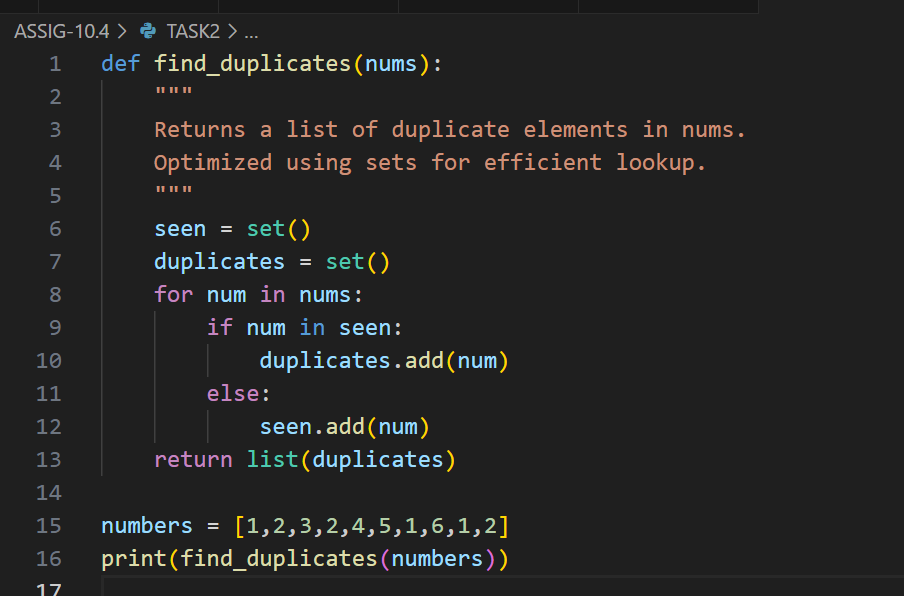 ASSIG-10.4 > TASK2 > ...
1 def find_duplicates(nums):
2     """
3     Returns a list of duplicate elements in nums.
4     Optimized using sets for efficient lookup.
5     """
6     seen = set()
7     duplicates = set()
8     for num in nums:
9         if num in seen:
10             duplicates.add(num)
11         else:
12             seen.add(num)
13     return list(duplicates)
14
15 numbers = [1,2,3,2,4,5,1,6,1,2]
16 print(find_duplicates(numbers))
17